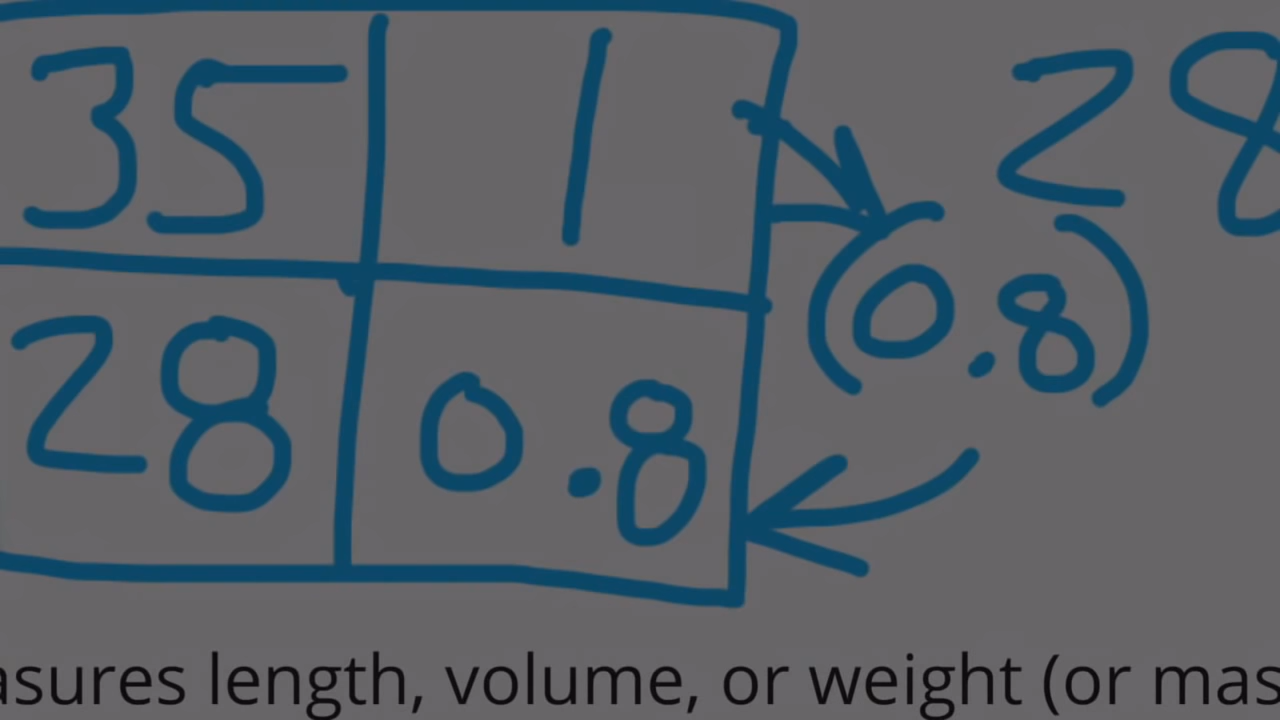 35 1 28
(0.8)
28 0.8
asures length, volume, or weight (or mas